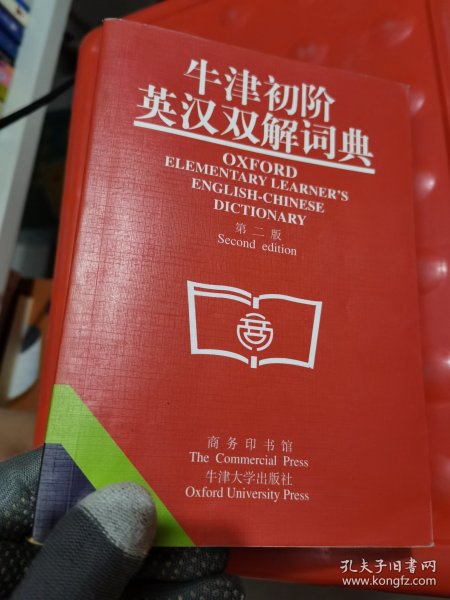 牛津初阶
英汉双解词典
OXFORD
ELEMENTARY LEARNER'S
ENGLISH-CHINESE
DICTIONARY
第二版
Second edition
商务印书馆
The Commercial Press
牛津大学出版社
Oxford University Press
孔夫子旧书网
www.kongfz.com